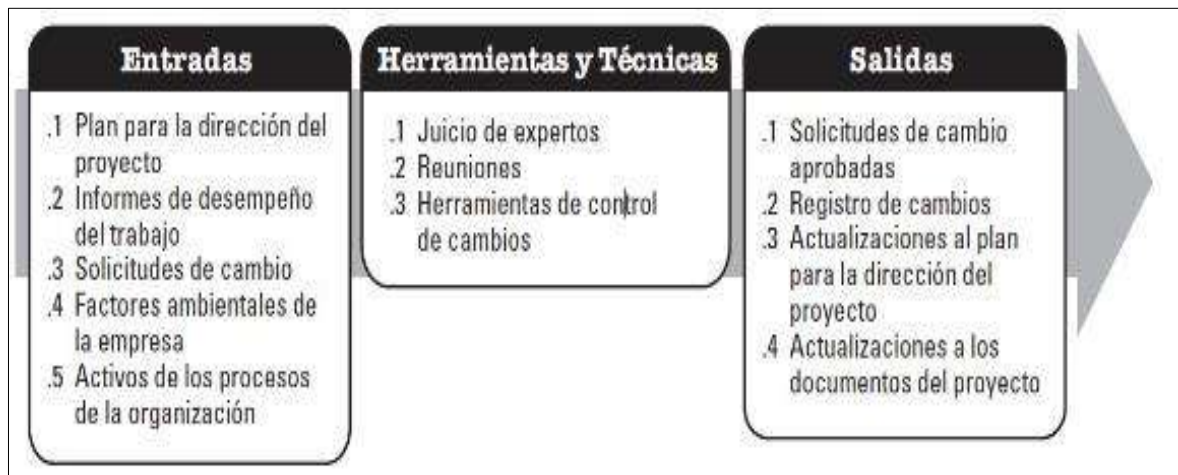 Entradas
.1 Plan para la dirección del
proyecto
.2 Informes de desempeño
del trabajo
.3 Solicitudes de cambio
.4 Factores ambientales de
la empresa
.5 Activos de los procesos
de la organización
Herramientas y Técnicas
.1 Juicio de expertos
.2 Reuniones
.3 Herramientas de control
de cambios
Salidas
.1 Solicitudes de cambio
aprobadas
.2 Registro de cambios
.3 Actualizaciones al plan
para la dirección del
proyecto
.4 Actualizaciones a los
documentos del proyecto